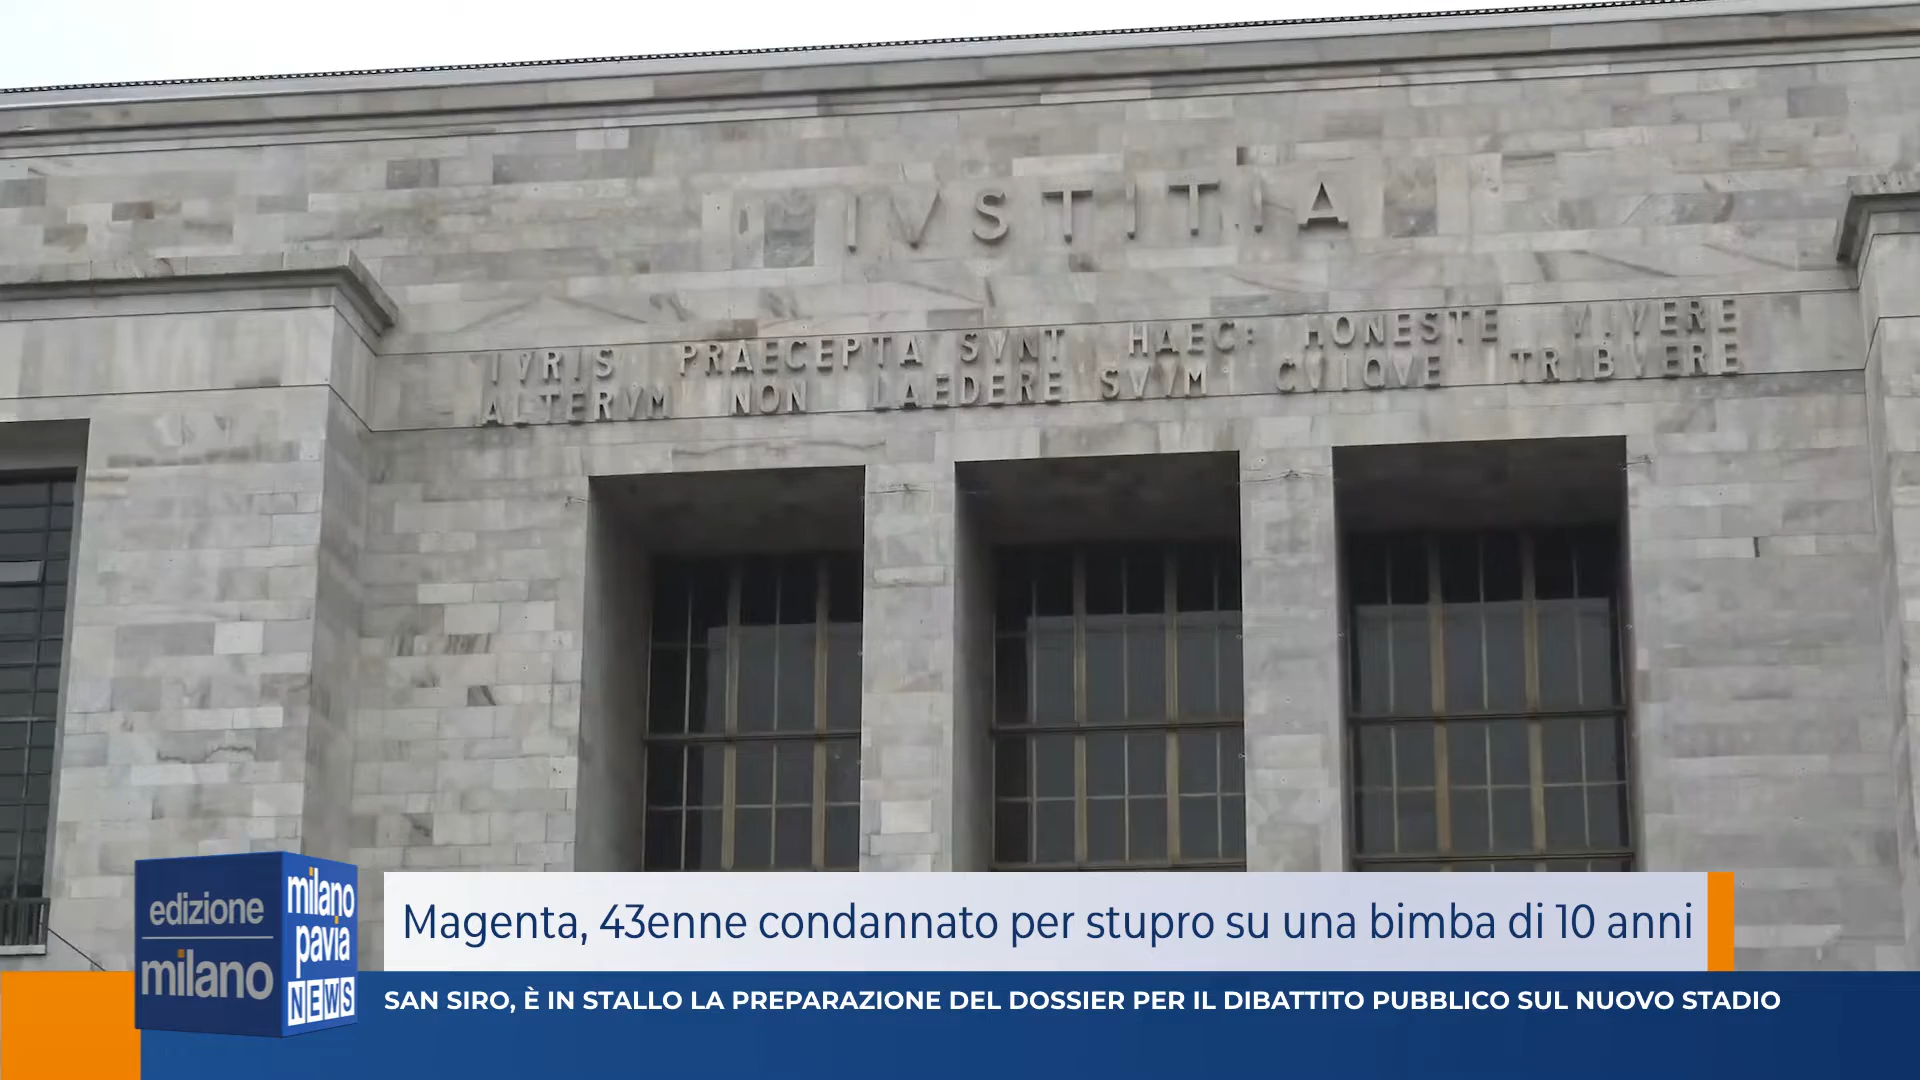 IVSTITIA
IVRIS PRAECEPTA SVNT HAEC: HONESTE VIVERE
ALTERVM NON LAEDERE SVVM CVIQVE TRIBVERE
edizione
milano
milano
pavia
NEWS
Magenta, 43enne condannato per stupro su una bimba di 10 anni
SAN SIRO, È IN STALLO LA PREPARAZIONE DEL DOSSIER PER IL DIBATTITO PUBBLICO SUL NUOVO STADIO